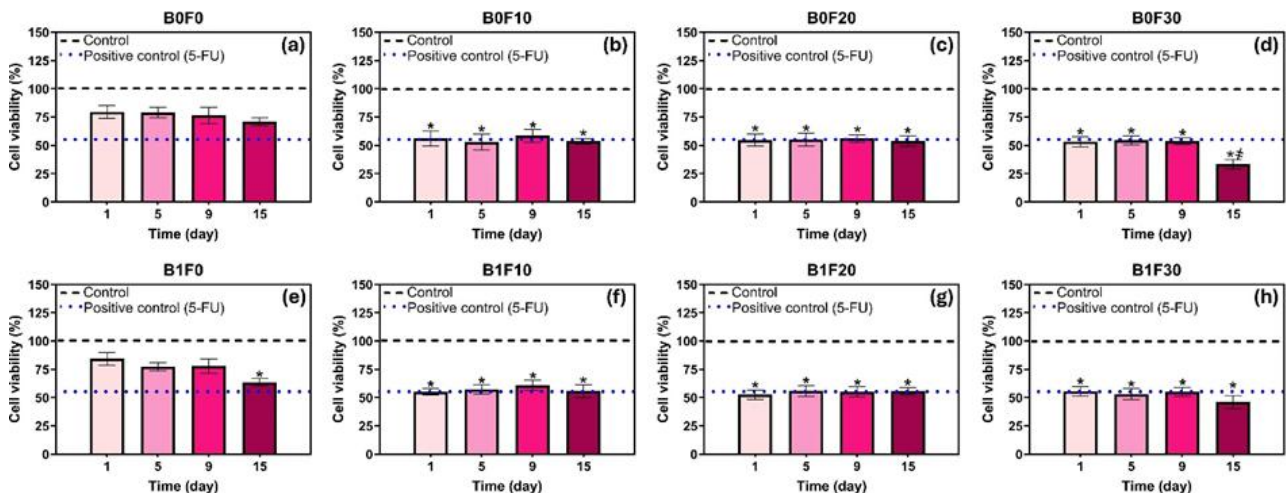 B0F0
B0F10
B0F20
B0F30
150
125
100
75
50
25
0
Cell viability (%)
Control
Positive control (5-FU)
(a)
1 5 9 15
Time (day)
150
125
100
75
50
25
0
Cell viability (%)
Control
Positive control (5-FU)
(b)
* * * *
1 5 9 15
Time (day)
150
125
100
75
50
25
0
Cell viability (%)
Control
Positive control (5-FU)
(c)
* * * *
1 5 9 15
Time (day)
150
125
100
75
50
25
0
Cell viability (%)
Control
Positive control (5-FU)
(d)
* * * *
1 5 9 15
Time (day)
B1F0
B1F10
B1F20
B1F30
150
125
100
75
50
25
0
Cell viability (%)
Control
Positive control (5-FU)
(e)
*
1 5 9 15
Time (day)
150
125
100
75
50
25
0
Cell viability (%)
Control
Positive control (5-FU)
(f)
* * * *
1 5 9 15
Time (day)
150
125
100
75
50
25
0
Cell viability (%)
Control
Positive control (5-FU)
(g)
* * * *
1 5 9 15
Time (day)
150
125
100
75
50
25
0
Cell viability (%)
Control
Positive control (5-FU)
(h)
* * * *
1 5 9 15
Time (day)